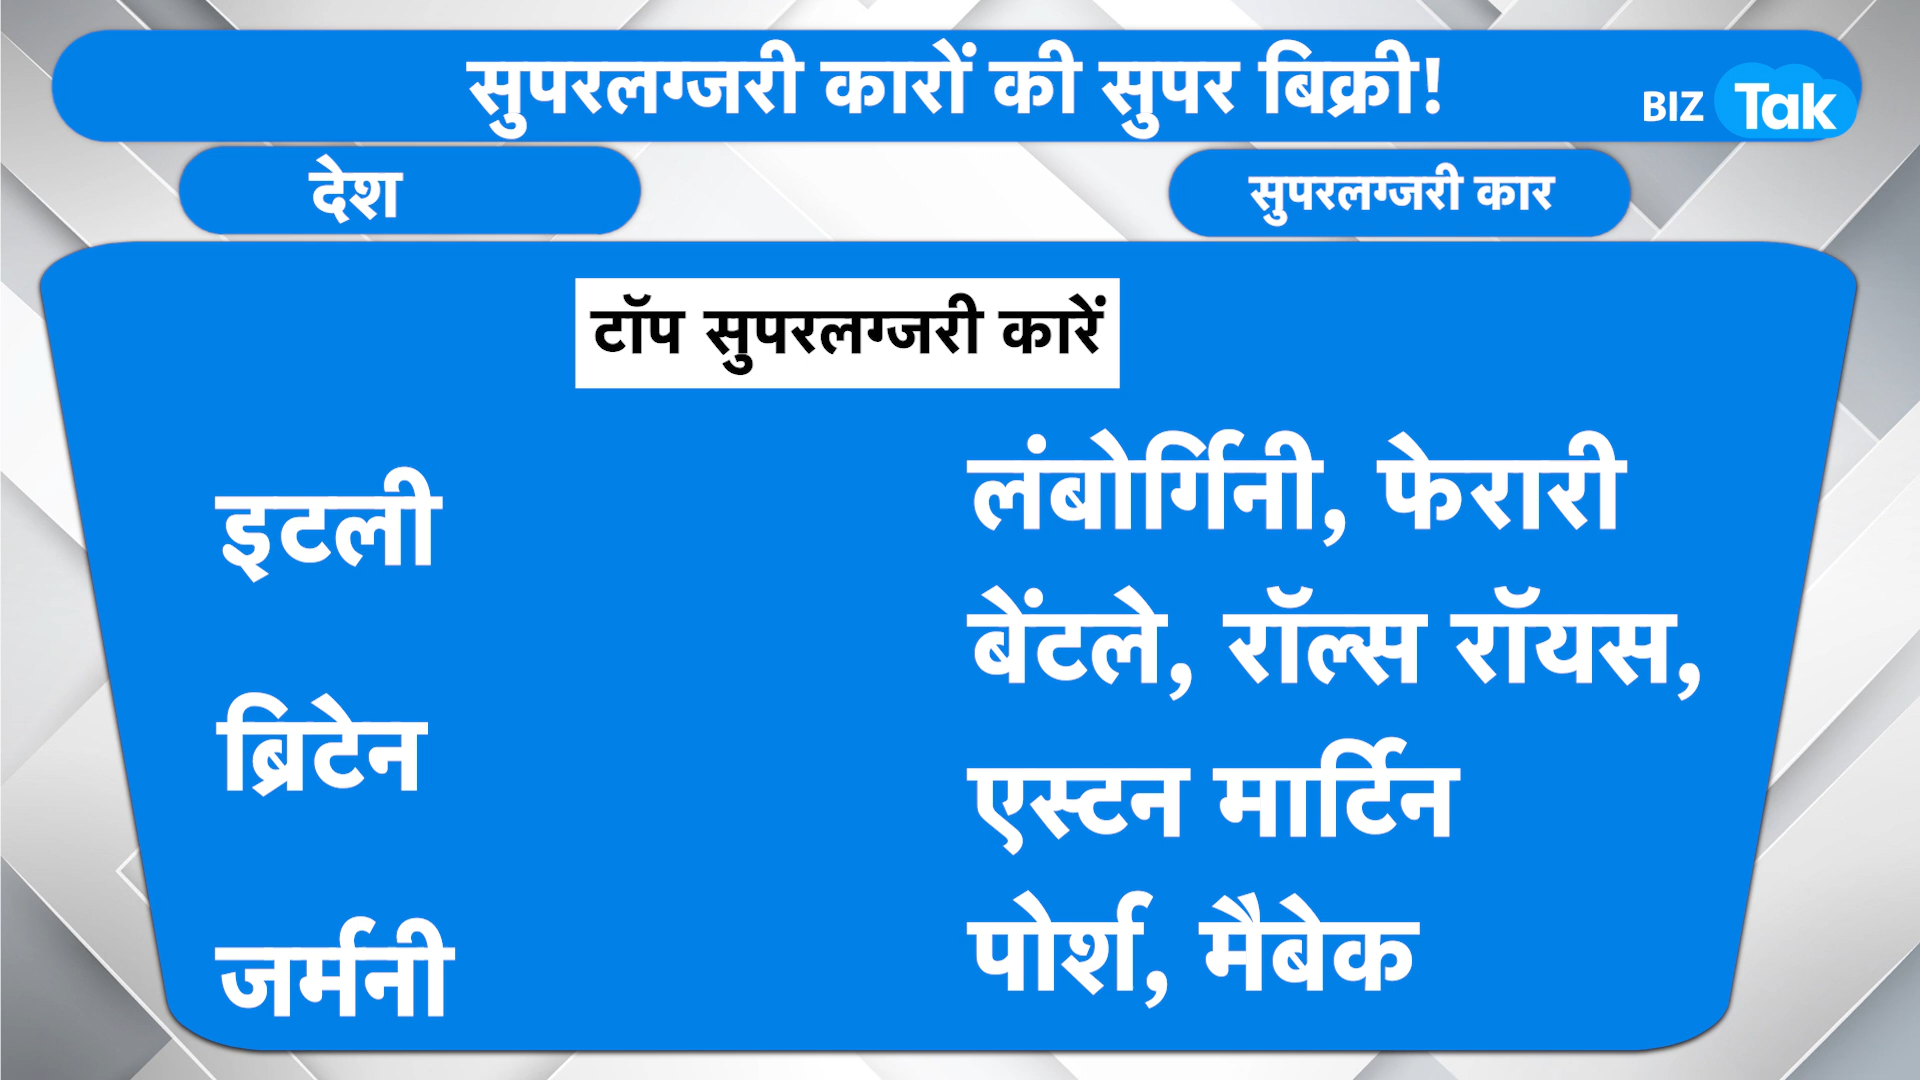 सुपरलग्जरी कारों की सुपर बिक्री!
BIZ Tak
देश
सुपरलग्जरी कार
टॉप सुपरलग्जरी कारें
इटली
लंबोर्गिनी, फेरारी
ब्रिटेन
बेंटले, रॉल्स रॉयस,
एस्टन मार्टिन
जर्मनी
पोर्श, मैबेक